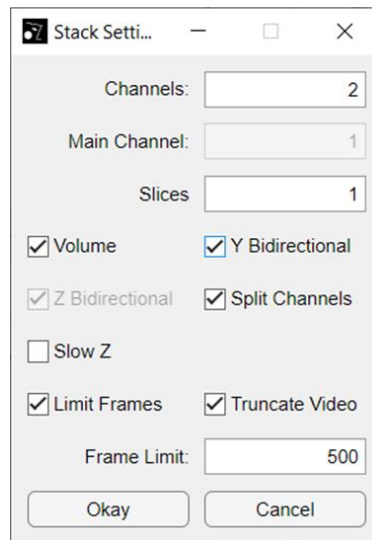 Stack Setti...
Channels: 2
Main Channel: 1
Slices 1
Volume Y Bidirectional
Z Bidirectional Split Channels
Slow Z
Limit Frames Truncate Video
Frame Limit: 500
Okay Cancel